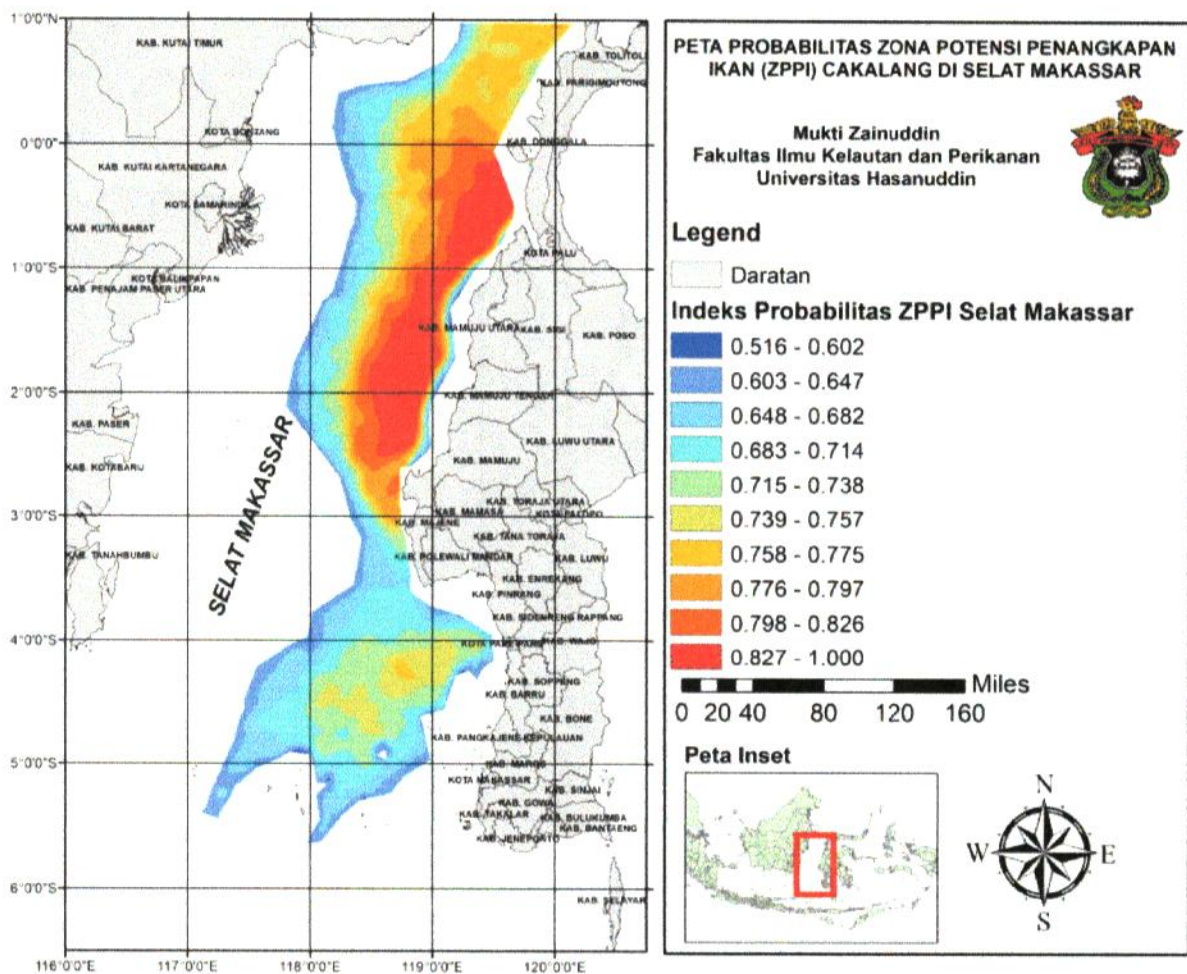 1°0'0"N
0°0'0"
1°0'0"S
2°0'0"S
3°0'0"S
4°0'0"S
5°0'0"S
6°0'0"S
116°0'0"E
117°0'0"E
118°0'0"E
119°0'0"E
120°0'0"E
KAB. KUTAI TIMUR
KOTA BONTANG
KAB. KUTAI KARTANEGARA
KOTA SAMARINDA
KAB. KUTAI BARAT
KOTA BALIKPAPAN
KAB. PENAJAM PASER UTARA
KAB. PASER
KAB. KOTABARU
KAB. TANAHBUMBU
SELAT MAKASSAR
KAB. TOLITOLI
KAB. PARIGIMOUTONG
KAB. DONGGALA
KOTA PALU
KAB. MAMUJU UTARA
KAB. SIGI
KAB. POSO
KAB. MAMUJU TENGAH
KAB. LUWU UTARA
KAB. MAMUJU
KAB. TORAJA UTARA
KAB. MAMASA
KOTA PALOPO
KAB. MAJENE
KAB. TANA TORAJA
KAB. POLEWALI MANDAR
KAB. LUWU
KAB. ENREKANG
KAB. PINRANG
KAB. SIDENRENG RAPPANG
KOTA PARE-PARE
KAB. WAJO
KAB. SOPPENG
KAB. BARRU
KAB. BONE
KAB. PANGKAJENE KEPULAUAN
KAB. MAROS
KOTA MAKASSAR
KAB. SINJAI
KAB. GOWA
KAB. TAKALAR
KAB. BULUKUMBA
KAB. BANTAENG
KAB. JENEPONTO
KAB. SELAYAR
PETA PROBABILITAS ZONA POTENSI PENANGKAPAN
IKAN (ZPPI) CAKALANG DI SELAT MAKASSAR
Mukti Zainuddin
Fakultas Ilmu Kelautan dan Perikanan
Universitas Hasanuddin
Legend
Daratan
Indeks Probabilitas ZPPI Selat Makassar
0.516 - 0.602
0.603 - 0.647
0.648 - 0.682
0.683 - 0.714
0.715 - 0.738
0.739 - 0.757
0.758 - 0.775
0.776 - 0.797
0.798 - 0.826
0.827 - 1.000
Miles
0 20 40 80 120 160
Peta Inset
N
W E
S